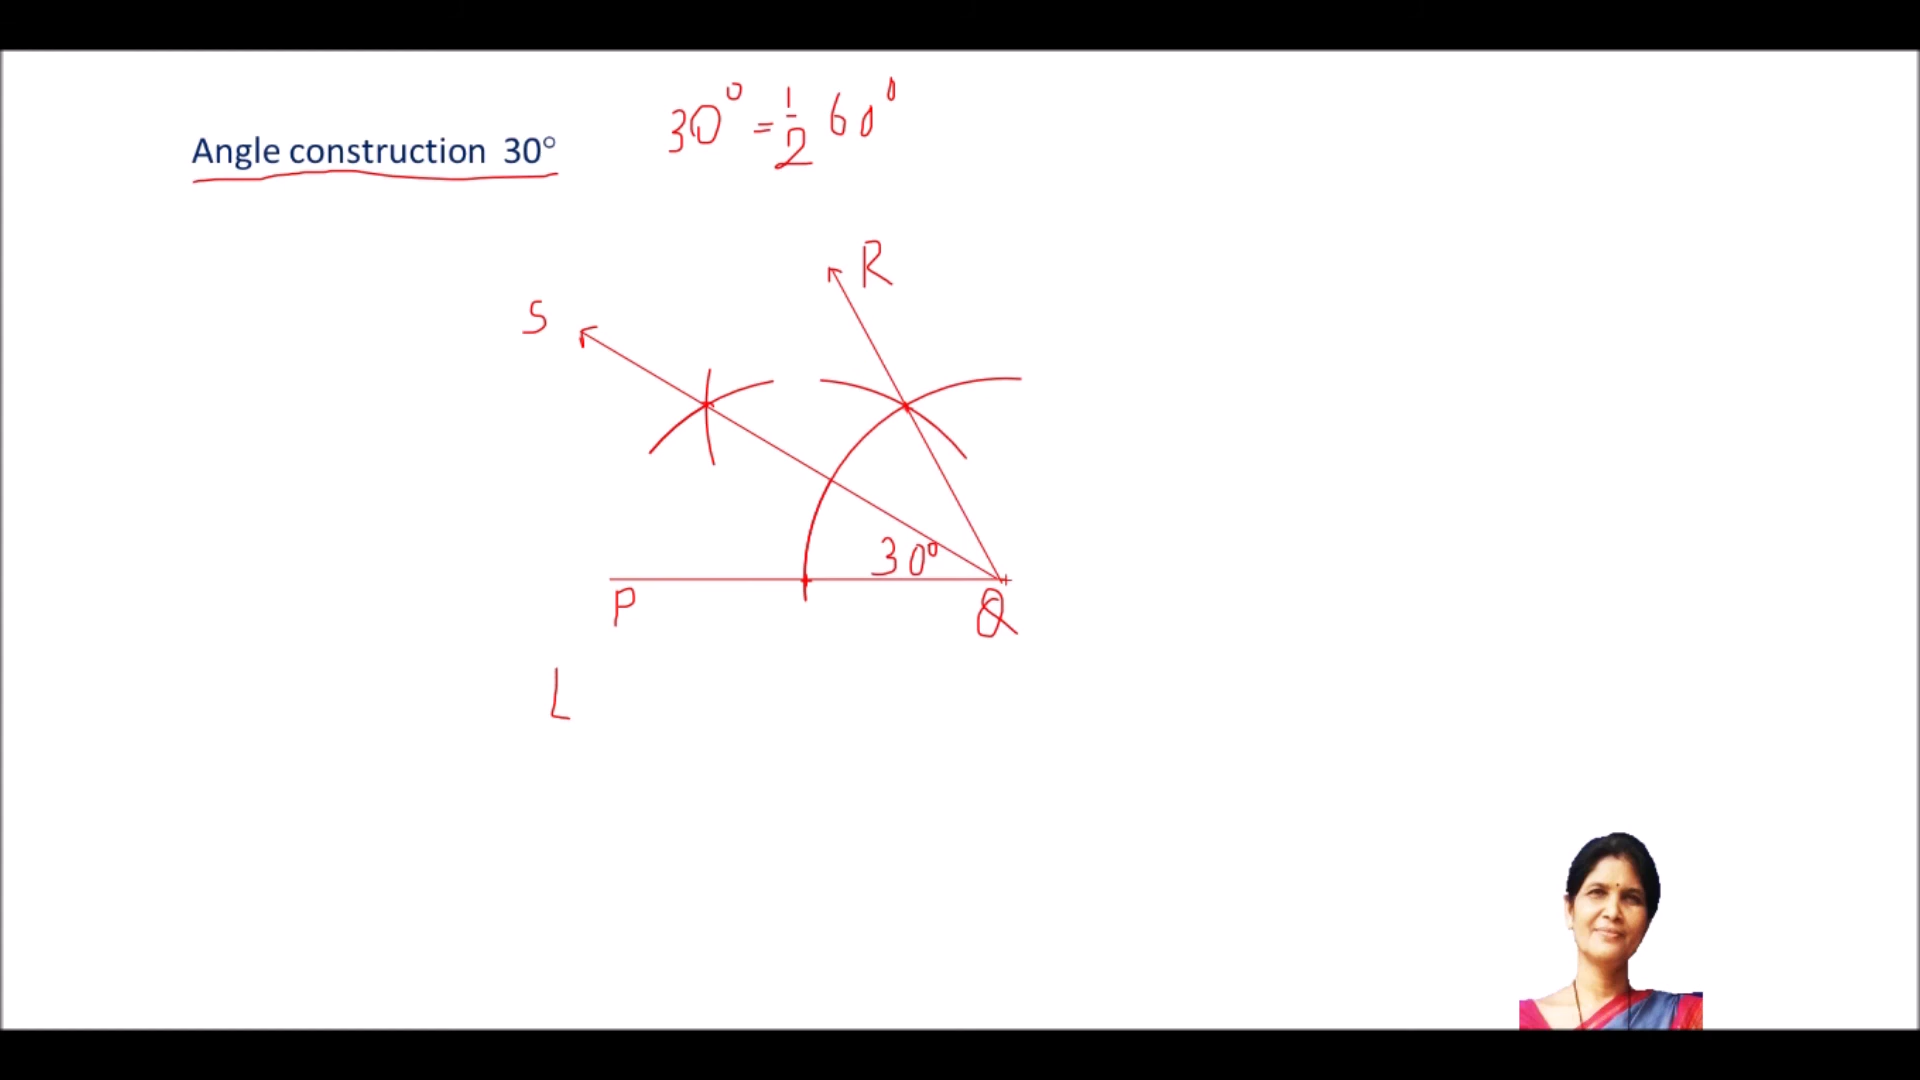 30° = 1/2 60°
Angle construction 30°
R
S
30°
P Q
L